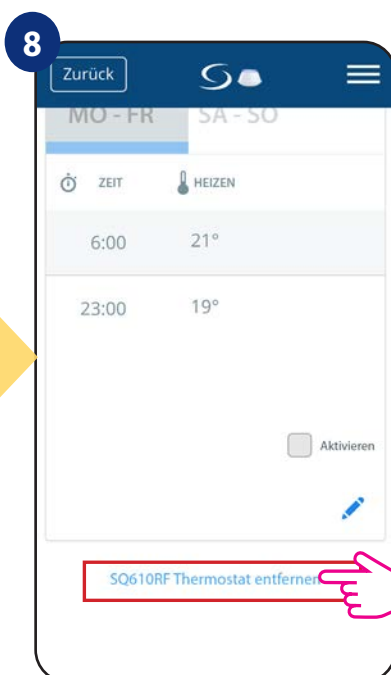 8
Zurück
MO - FR SA - SO
ZEIT HEIZEN
6:00 21°
23:00 19°
Aktivieren
SQ610RF Thermostat entfernen